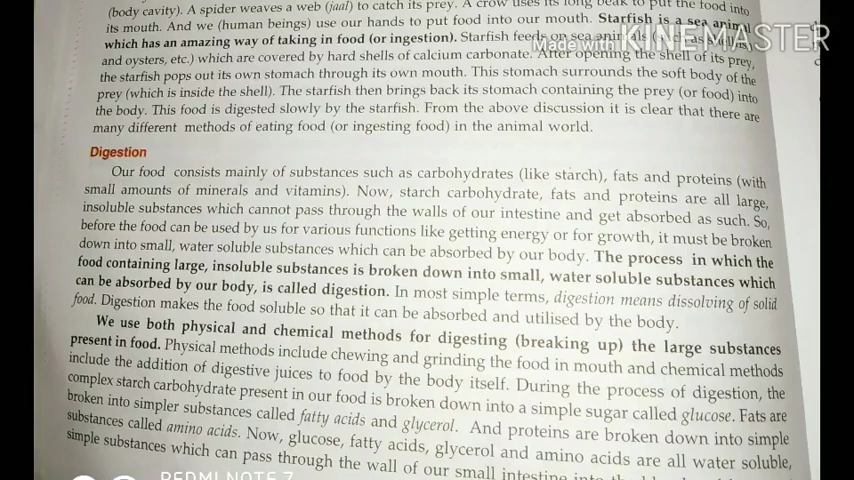 (body cavity). A spider weaves a web (jaal) to catch its prey. A crow uses its long beak to put the food into
its mouth. And we (human beings) use our hands to put food into our mouth. Starfish is a sea animal
which has an amazing way of taking in food (or ingestion). Starfish feeds on sea animals (such as
and oysters, etc.) which are covered by hard shells of calcium carbonate. After opening the shell of its prey,
the starfish pops out its own stomach through its own mouth. This stomach surrounds the soft body of the
prey (which is inside the shell). The starfish then brings back its stomach containing the prey (or food) into
the body. This food is digested slowly by the starfish. From the above discussion it is clear that there are
many different methods of eating food (or ingesting food) in the animal world.
Made with KINEMASTER
Digestion
Our food consists mainly of substances such as carbohydrates (like starch), fats and proteins (with
small amounts of minerals and vitamins). Now, starch carbohydrate, fats and proteins are all large,
insoluble substances which cannot pass through the walls of our intestine and get absorbed as such. So,
before the food can be used by us for various functions like getting energy or for growth, it must be broken
down into small, water soluble substances which can be absorbed by our body. The process in which the
food containing large, insoluble substances is broken down into small, water soluble substances which
can be absorbed by our body, is called digestion. In most simple terms, digestion means dissolving of solid
food. Digestion makes the food soluble so that it can be absorbed and utilised by the body.
We use both physical and chemical methods for digesting (breaking up) the large substances
present in food. Physical methods include chewing and grinding the food in mouth and chemical methods
include the addition of digestive juices to food by the body itself. During the process of digestion, the
complex starch carbohydrate present in our food is broken down into a simple sugar called glucose. Fats are
broken into simpler substances called fatty acids and glycerol. And proteins are broken down into simple
substances called amino acids. Now, glucose, fatty acids, glycerol and amino acids are all water soluble,
simple substances which can pass through the wall of our small intestine into the
REDMI NOTE 7